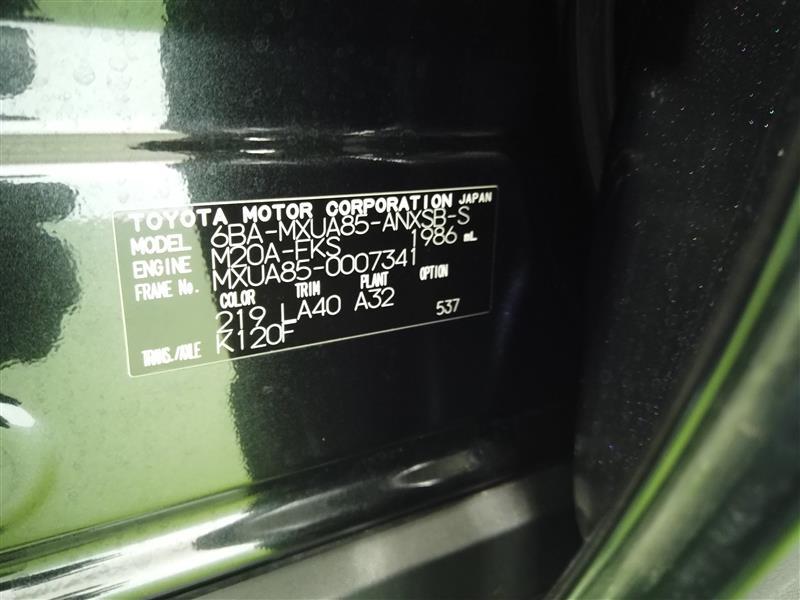 TOYOTA MOTOR CORPORATION JAPAN
MODEL 6BA-MXUA85-ANXSB-S
ENGINE M20A-FKS 1986 mL
FRAME No. MXUA85-0007341
COLOR TRIM PLANT OPTION
219 LA40 A32 537
TRANS./AXLE K120F